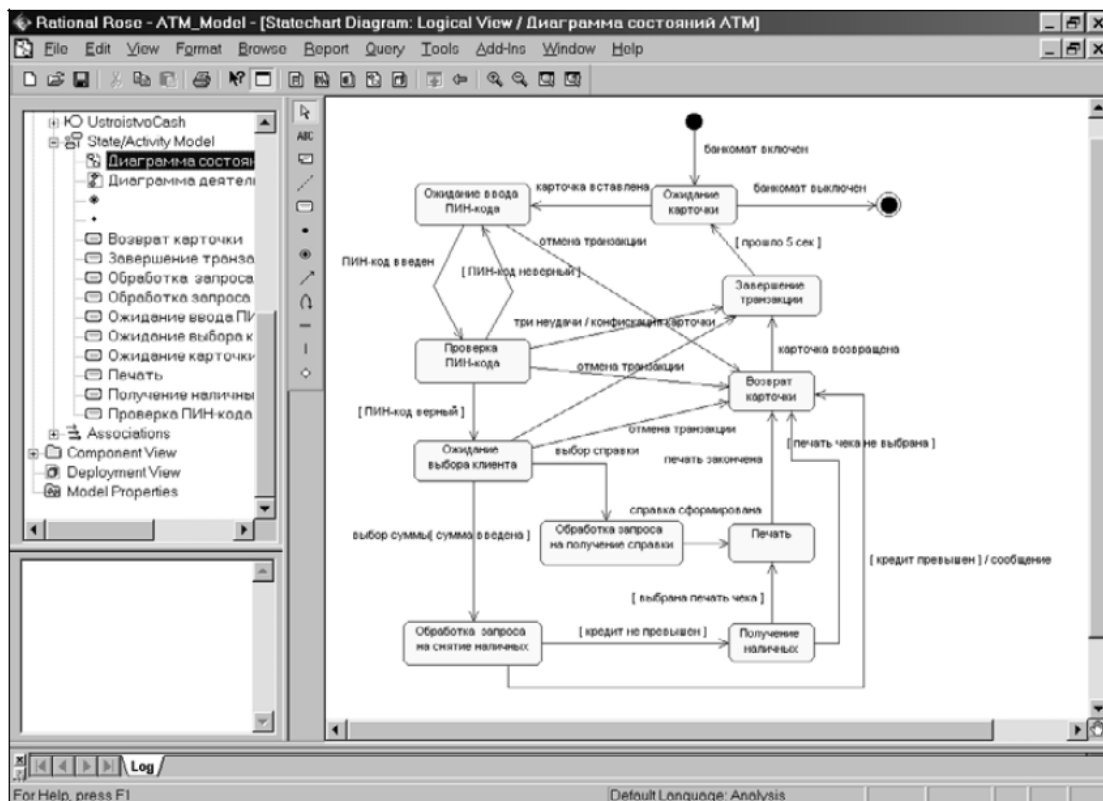 Rational Rose - ATM_Model - [Statechart Diagram: Logical View / Диаграмма состояний АТМ]
File Edit View Format Browse Report Query Tools Add-Ins Window Help
UstroistvoCash
State/Activity Model
Диаграмма состоян
Диаграмма деятел
Возврат карточки
Завершение транза
Обработка запроса
Обработка запроса
Ожидание ввода ПИ
Ожидание выбора к
Ожидание карточки
Печать
Получение наличны
Проверка ПИН-кода
Associations
Component View
Deployment View
Model Properties
ABC
банкомат включен
Ожидание ввода
ПИН-кода
карточка вставлена
Ожидание
карточки
банкомат выключен
отмена транзакции
[ прошло 5 сек ]
ПИН-код введен
[ ПИН-код неверный ]
Завершение
транзакции
три неудачи / конфискация карточки
Проверка
ПИН-кода
карточка возвращена
отмена транзакции
Возврат
карточки
[ ПИН-код верный ]
отмена транзакции
[ печать чека не выбрана ]
Ожидание
выбора клиента
выбор справки
печать закончена
справка сформирована
выбор суммы[ сумма введена ]
Обработка запроса
на получение справки
Печать
[ кредит превышен ] / сообщение
[ выбрана печать чека ]
Обработка запроса
на снятие наличных
[ кредит не превышен ]
Получение
наличных
Log
For Help, press F1
Default Language: Analysis